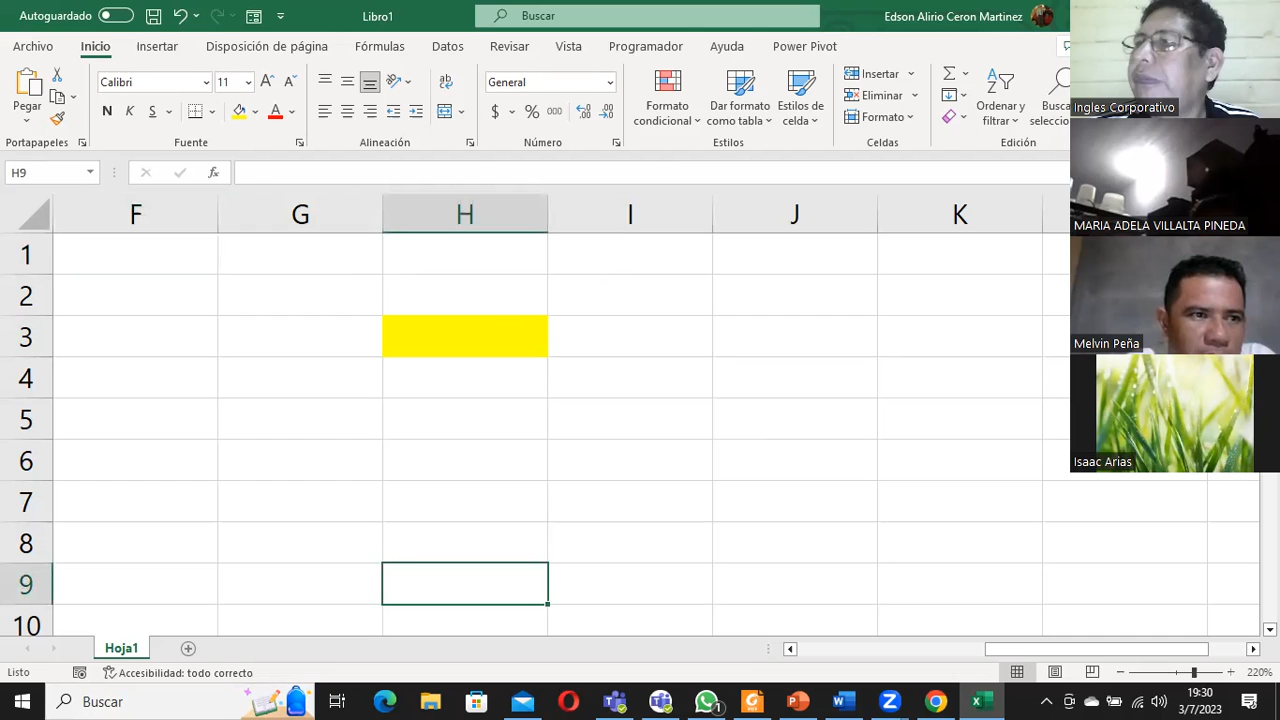 Autoguardado
Libro1
Buscar
Edson Alirio Ceron Martinez
Archivo Inicio Insertar Disposición de página Fórmulas Datos Revisar Vista Programador Ayuda Power Pivot
Pegar
Calibri 11
N K S
General
$ % 000
Formato condicional
Dar formato como tabla
Estilos de celda
Insertar
Eliminar
Formato
Ordenar y filtrar
Portapapeles Fuente Alineación Número Estilos Celdas Edición
H9
fx
F G H I J K
1
2
3
4
5
6
7
8
9
10
Hoja1
Listo
Accesibilidad: todo correcto
220%
Buscar
1
19:30
3/7/2023
Ingles Corporativo
MARIA ADELA VILLALTA PINEDA
Melvin Peña
Isaac Arias